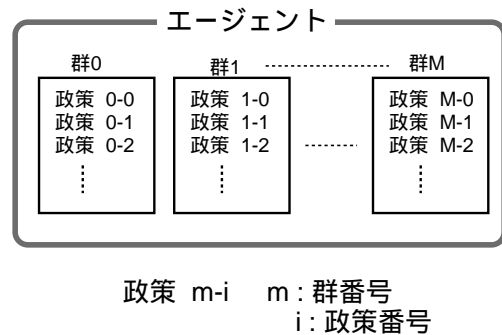 エージェント
群0 群1 群M
政策 0-0 政策 1-0 政策 M-0
政策 0-1 政策 1-1 政策 M-1
政策 0-2 政策 1-2 政策 M-2
政策 m-i m : 群番号
i : 政策番号